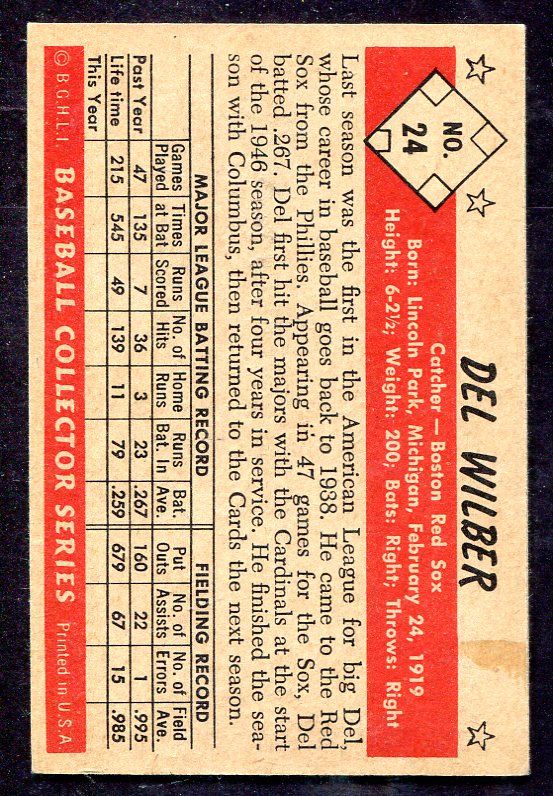 NO.
24
DEL WILBER
Catcher — Boston Red Sox
Born: Lincoln Park, Michigan, February 24, 1919
Height: 6-2½; Weight: 200; Bats: Right; Throws: Right
Last season was the first in the American League for big Del,
whose career in baseball goes back to 1938. He came to the Red
Sox from the Phillies. Appearing in 47 games for the Sox, Del
batted .267. Del first hit the majors with the Cardinals at the start
of the 1946 season, after four years in service. He finished the sea-
son with Columbus, then returned to the Cards the next season.
MAJOR LEAGUE BATTING RECORD FIELDING RECORD
Games Times Runs No. of Home Runs Bat. Put No. of No. of Field
Played at Bat Scored Hits Runs Bat. In Ave. Outs Assists Errors Ave.
Past Year 47 135 7 36 3 23 .267 160 22 1 .995
Life time 215 545 49 139 11 79 .259 679 67 15 .985
This Year
© B.G.H.L.I. BASEBALL COLLECTOR SERIES Printed in U.S.A.